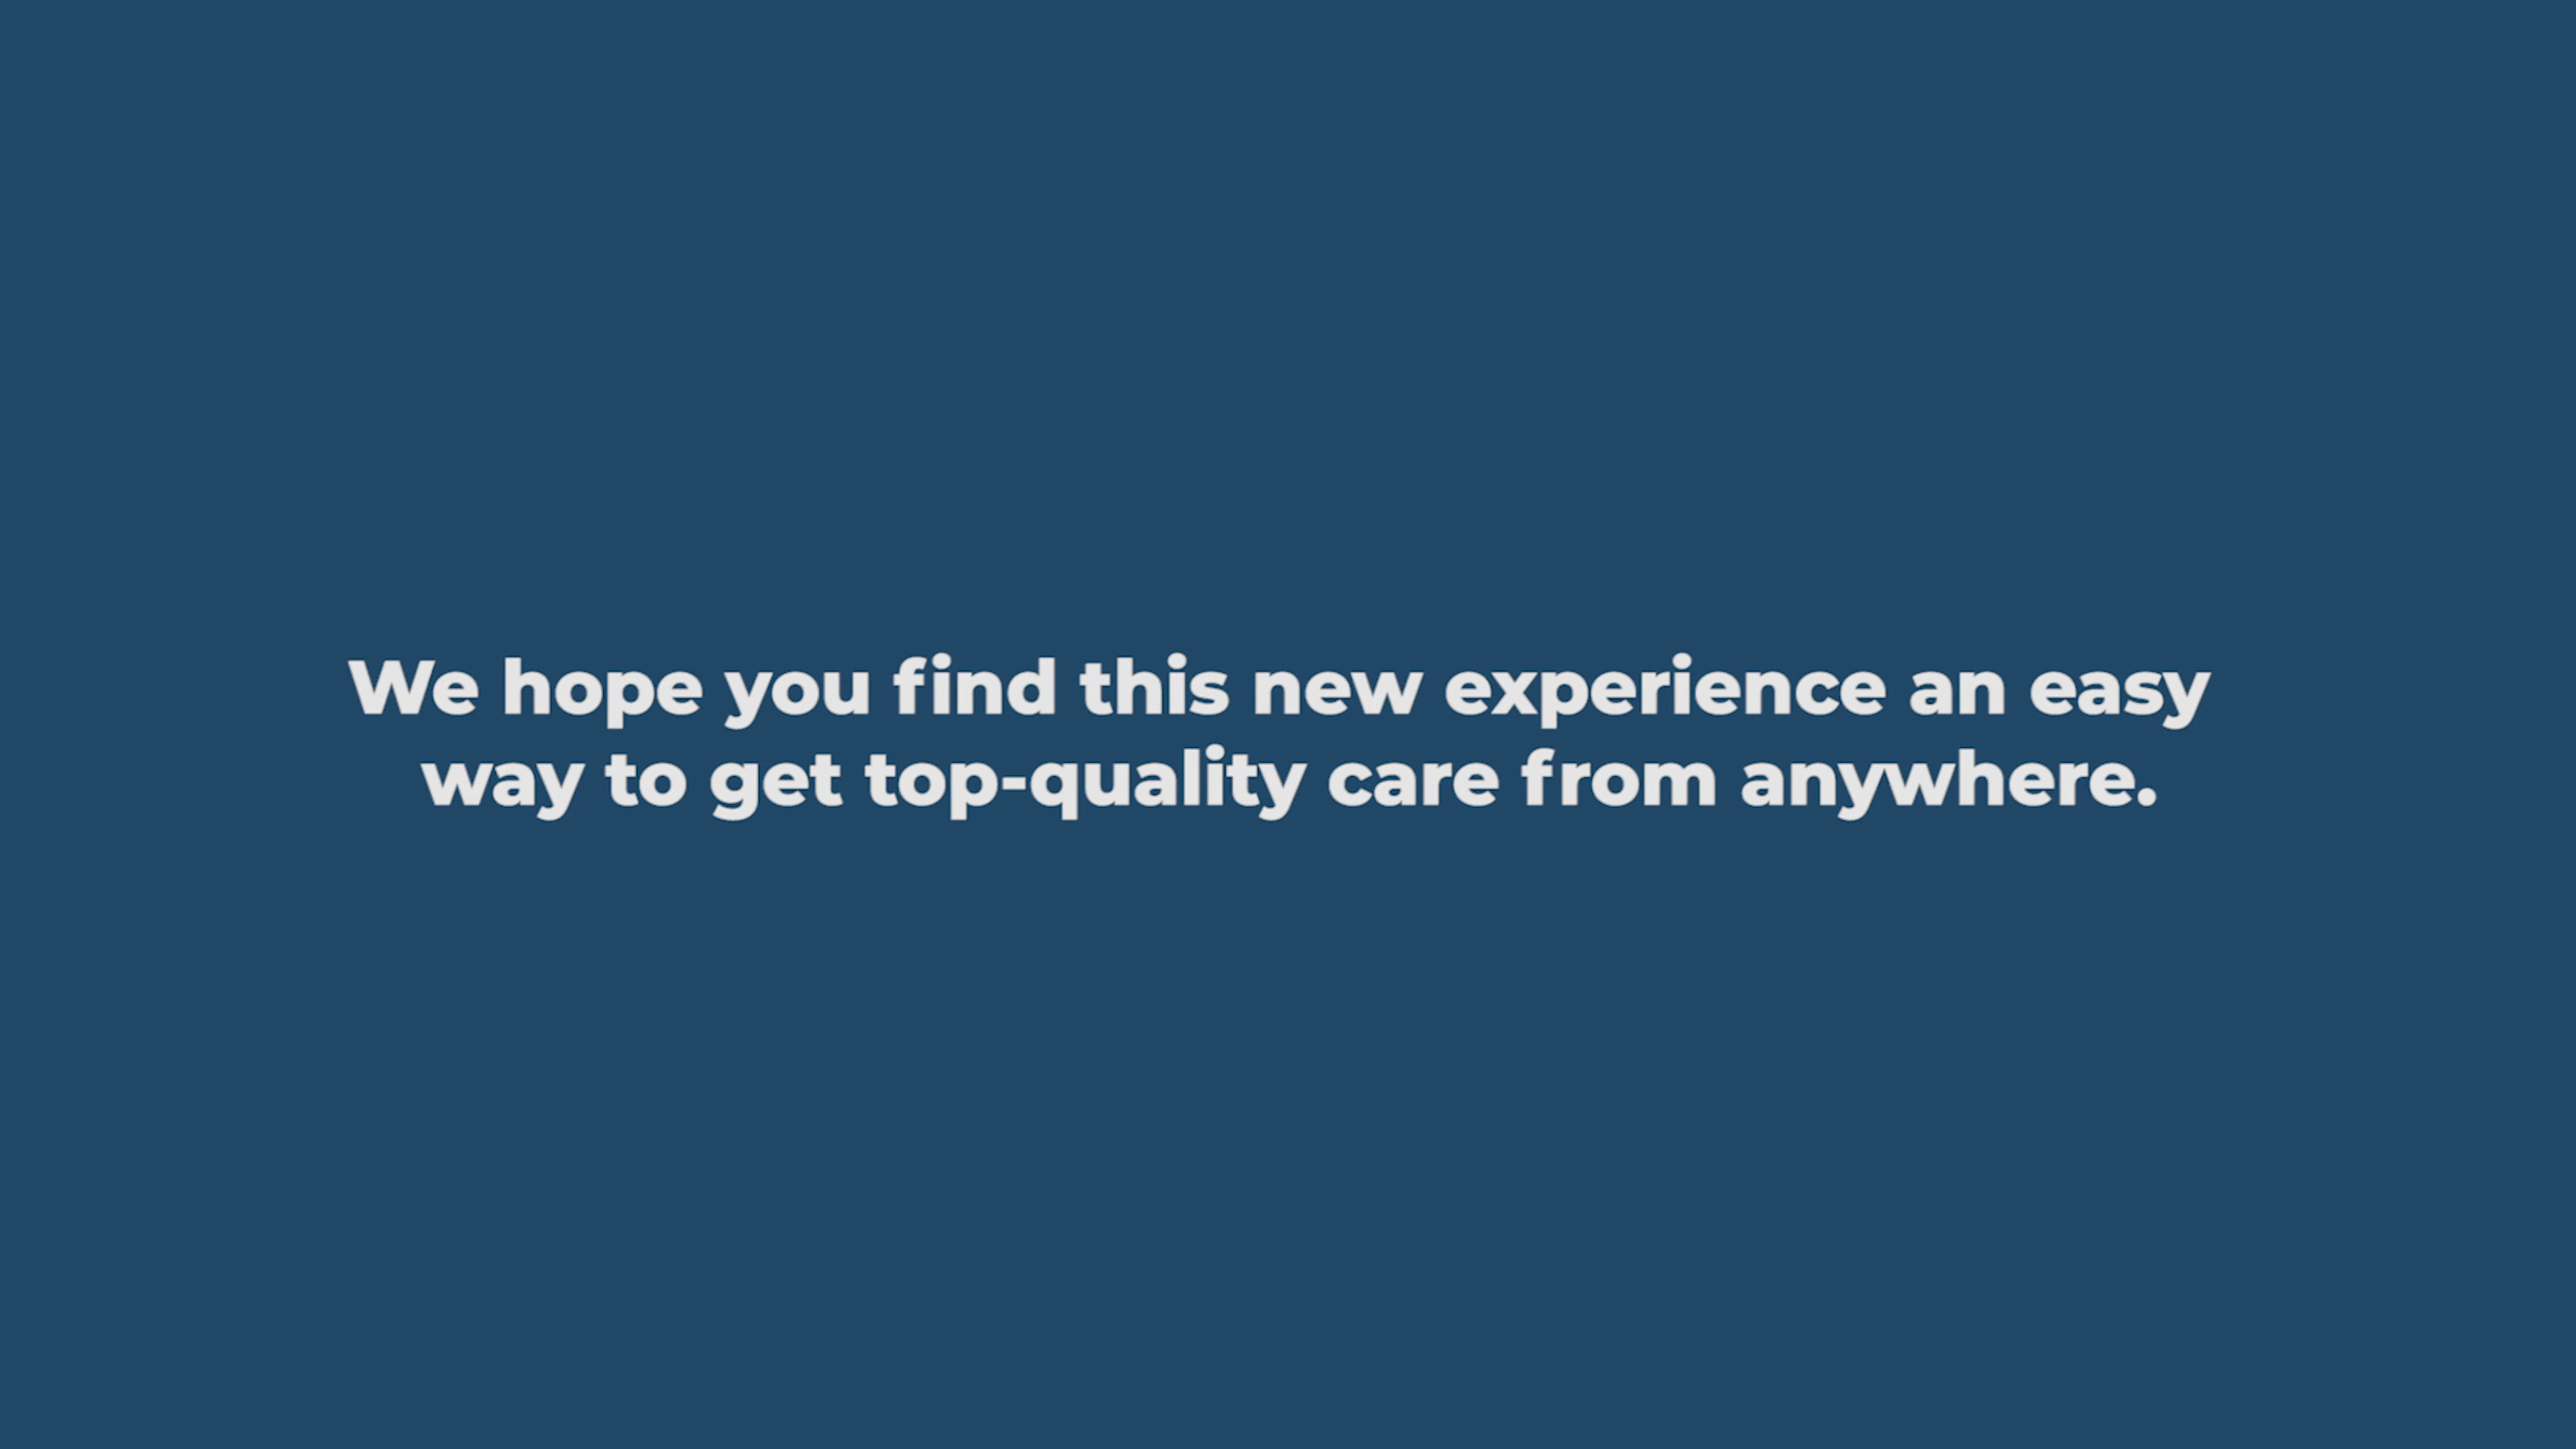 We hope you find this new experience an easy
way to get top-quality care from anywhere.